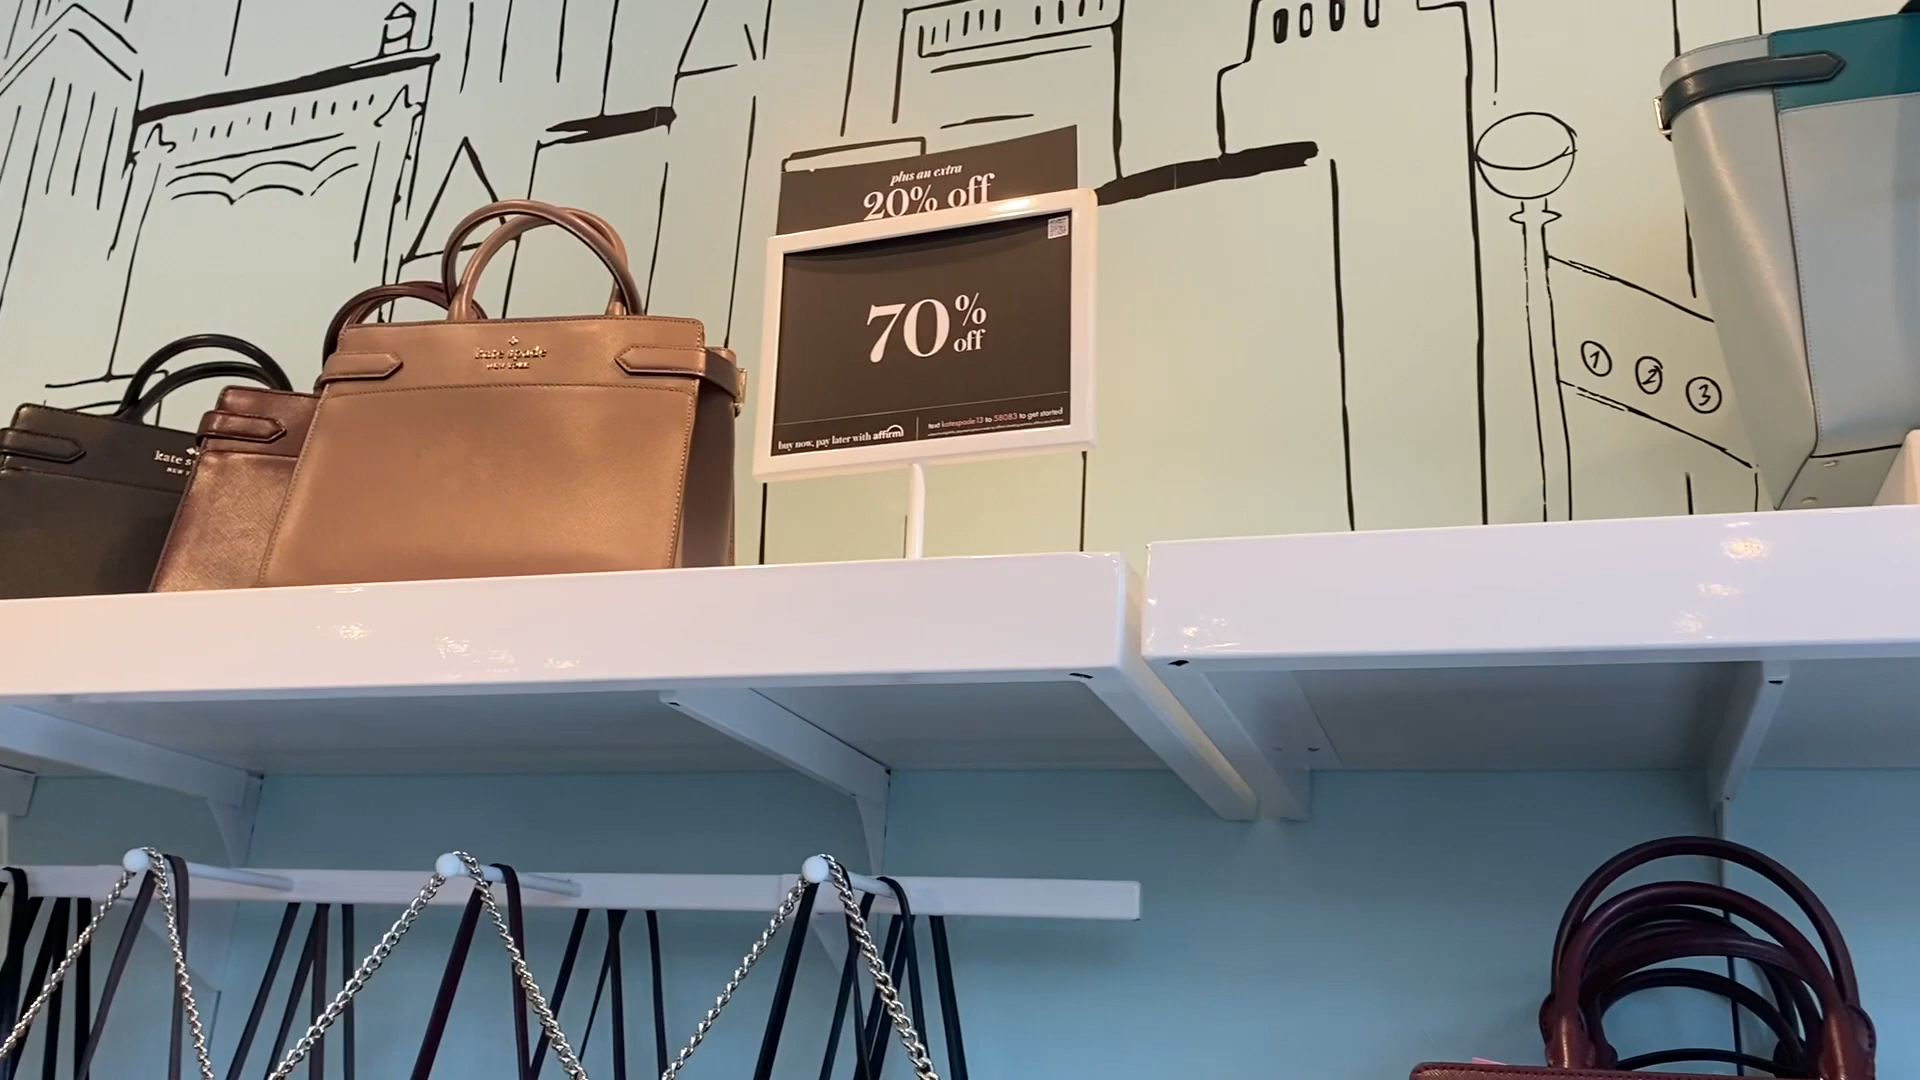 plus an extra
20% off
70% off
buy now, pay later with affirm
text katespade13 to 58083 to get started
kate spade
NEW YORK
kate s
NEW Y
1 2 3